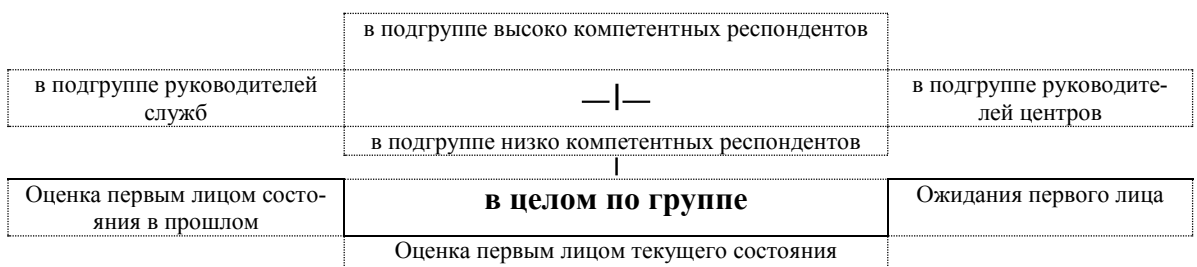 в подгруппе высоко компетентных респондентов
в подгруппе руководителей
служб
—|—
в подгруппе руководите-
лей центров
в подгруппе низко компетентных респондентов
|
Оценка первым лицом состо-
яния в прошлом
в целом по группе
Ожидания первого лица
Оценка первым лицом текущего состояния